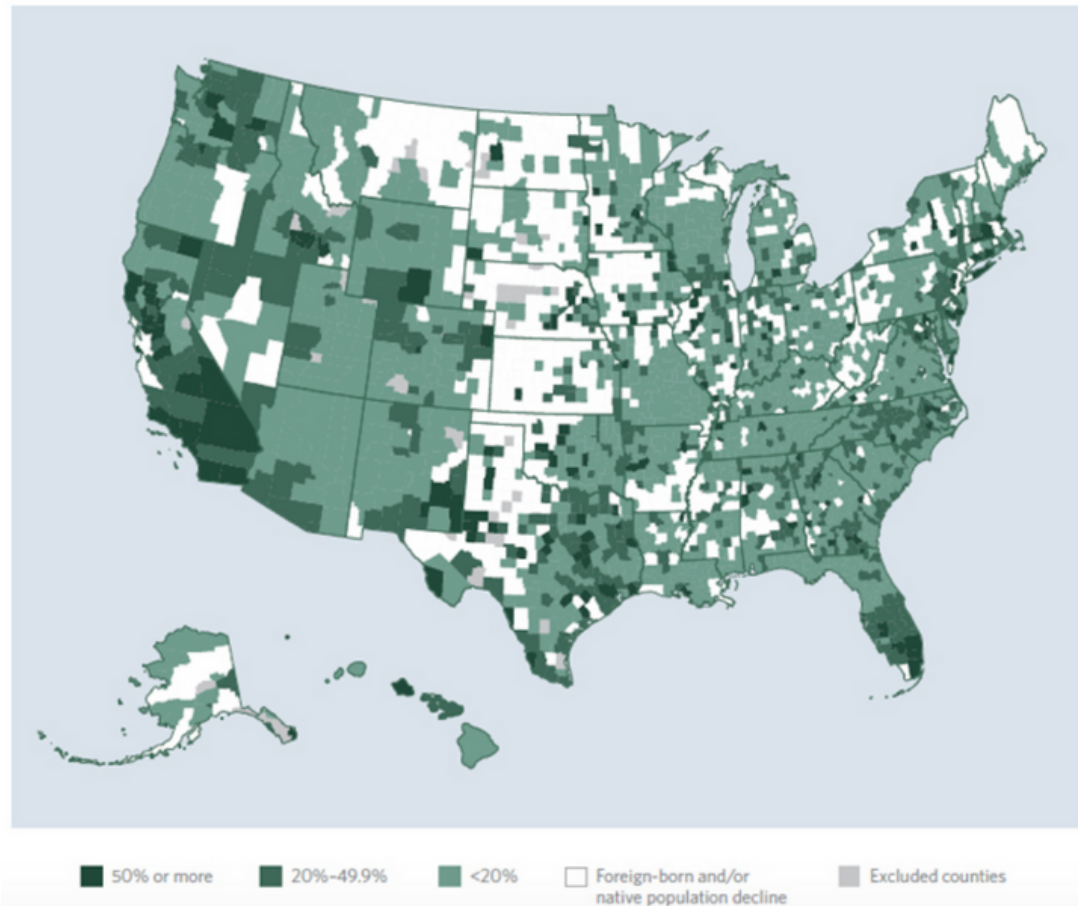 50% or more
20%–49.9%
<20%
Foreign-born and/or
native population decline
Excluded counties